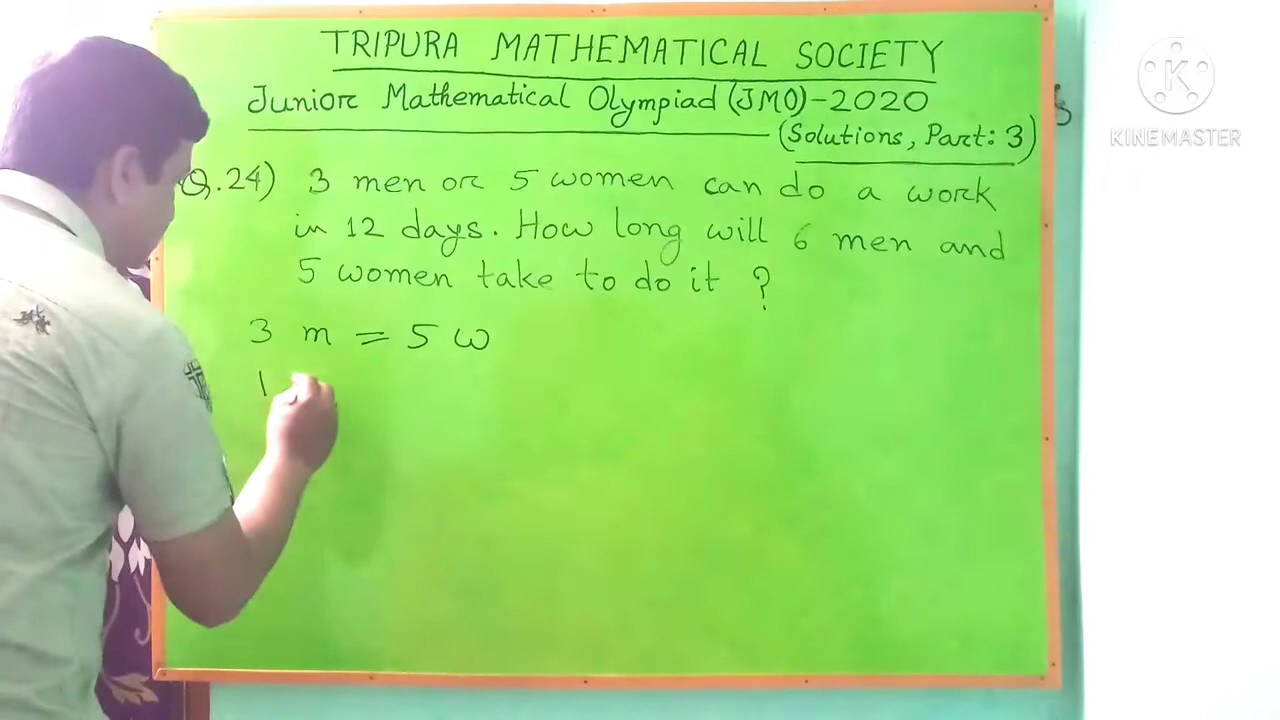 TRIPURA MATHEMATICAL SOCIETY
Junior Mathematical Olympiad (JMO)-2020
(Solutions, Part: 3)
Q.24) 3 men or 5 women can do a work
in 12 days. How long will 6 men and
5 women take to do it ?
3 m = 5 w
1
KINEMASTER